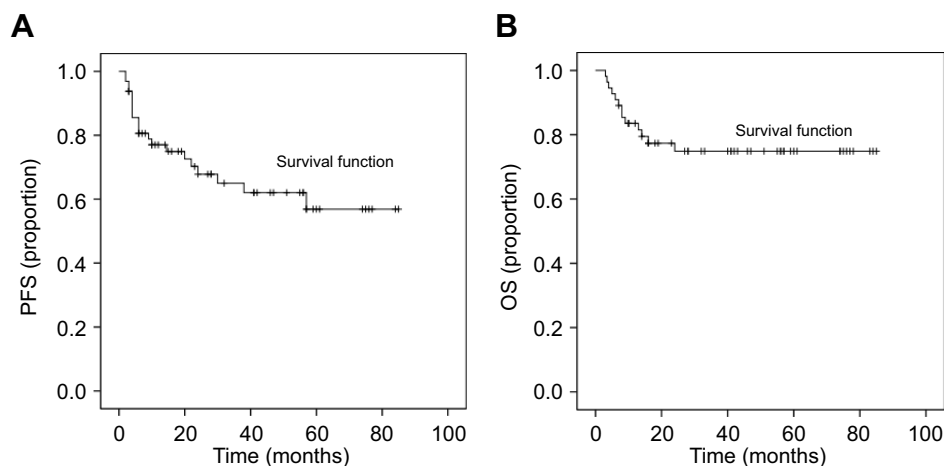 A
PFS (proportion)
1.0
0.8
0.6
0.4
0.2
0.0
Survival function
0 20 40 60 80 100
Time (months)
B
OS (proportion)
1.0
0.8
0.6
0.4
0.2
0.0
Survival function
0 20 40 60 80 100
Time (months)